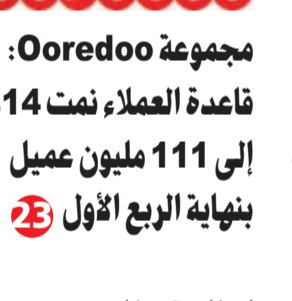 مجموعة Ooredoo:
قاعدة العملاء نمت 14
إلى 111 مليون عميل
بنهاية الربع الأول 23